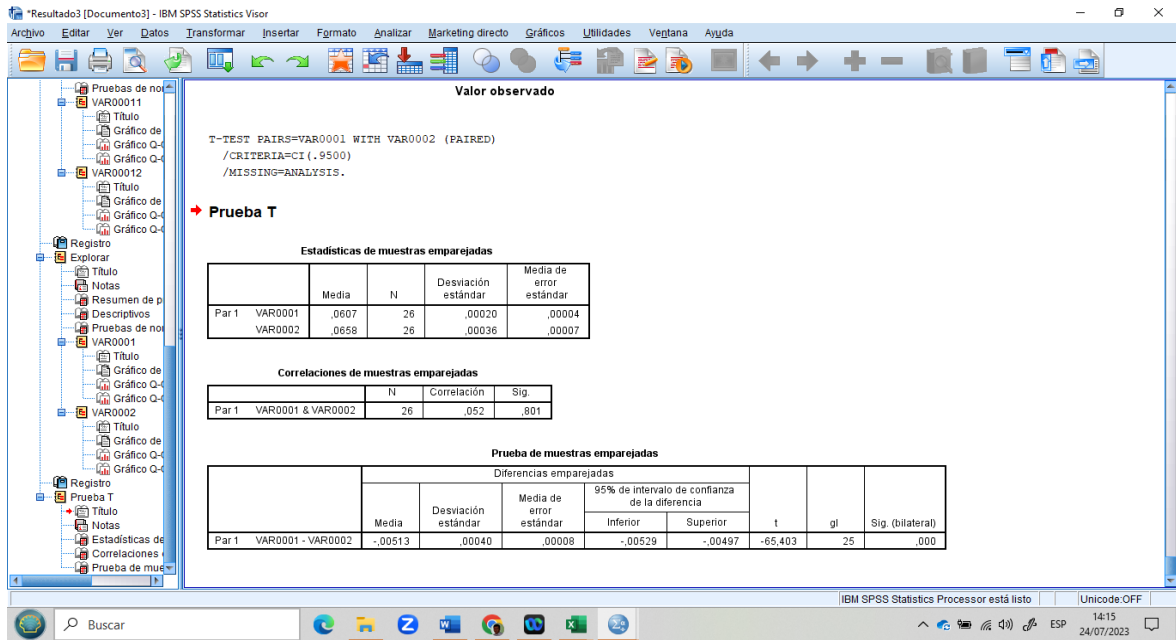 *Resultado3 [Documento3] - IBM SPSS Statistics Visor
Archivo Editar Ver Datos Transformar Insertar Formato Analizar Marketing directo Gráficos Utilidades Ventana Ayuda
Pruebas de nor
VAR00011
Título
Gráfico de
Gráfico Q-Q
Gráfico Q-Q
VAR00012
Título
Gráfico de
Gráfico Q-Q
Gráfico Q-Q
Registro
Explorar
Título
Notas
Resumen de p
Descriptivos
Pruebas de nor
VAR0001
Título
Gráfico de
Gráfico Q-Q
Gráfico Q-Q
VAR0002
Título
Gráfico de
Gráfico Q-Q
Gráfico Q-Q
Registro
Prueba T
Título
Notas
Estadísticas de
Correlaciones
Prueba de mue
Valor observado
T-TEST PAIRS=VAR0001 WITH VAR0002 (PAIRED)
/CRITERIA=CI(.9500)
/MISSING=ANALYSIS.
Prueba T
Estadísticas de muestras emparejadas
Media N Desviación estándar Media de error estándar
Par 1 VAR0001 ,0607 26 ,00020 ,00004
VAR0002 ,0658 26 ,00036 ,00007
Correlaciones de muestras emparejadas
N Correlación Sig.
Par 1 VAR0001 & VAR0002 26 ,052 ,801
Prueba de muestras emparejadas
Diferencias emparejadas
Media Desviación estándar Media de error estándar 95% de intervalo de confianza de la diferencia
Inferior Superior t gl Sig. (bilateral)
Par 1 VAR0001 - VAR0002 -,00513 ,00040 ,00008 -,00529 -,00497 -65,403 25 ,000
IBM SPSS Statistics Processor está listo Unicode:OFF
Buscar
ESP
14:15
24/07/2023